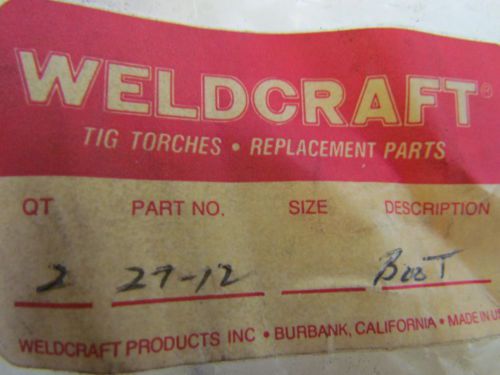 WELDCRAFT®
TIG TORCHES • REPLACEMENT PARTS
QT PART NO. SIZE DESCRIPTION
2 27-12 BooT
WELDCRAFT PRODUCTS INC • BURBANK, CALIFORNIA • MADE IN US